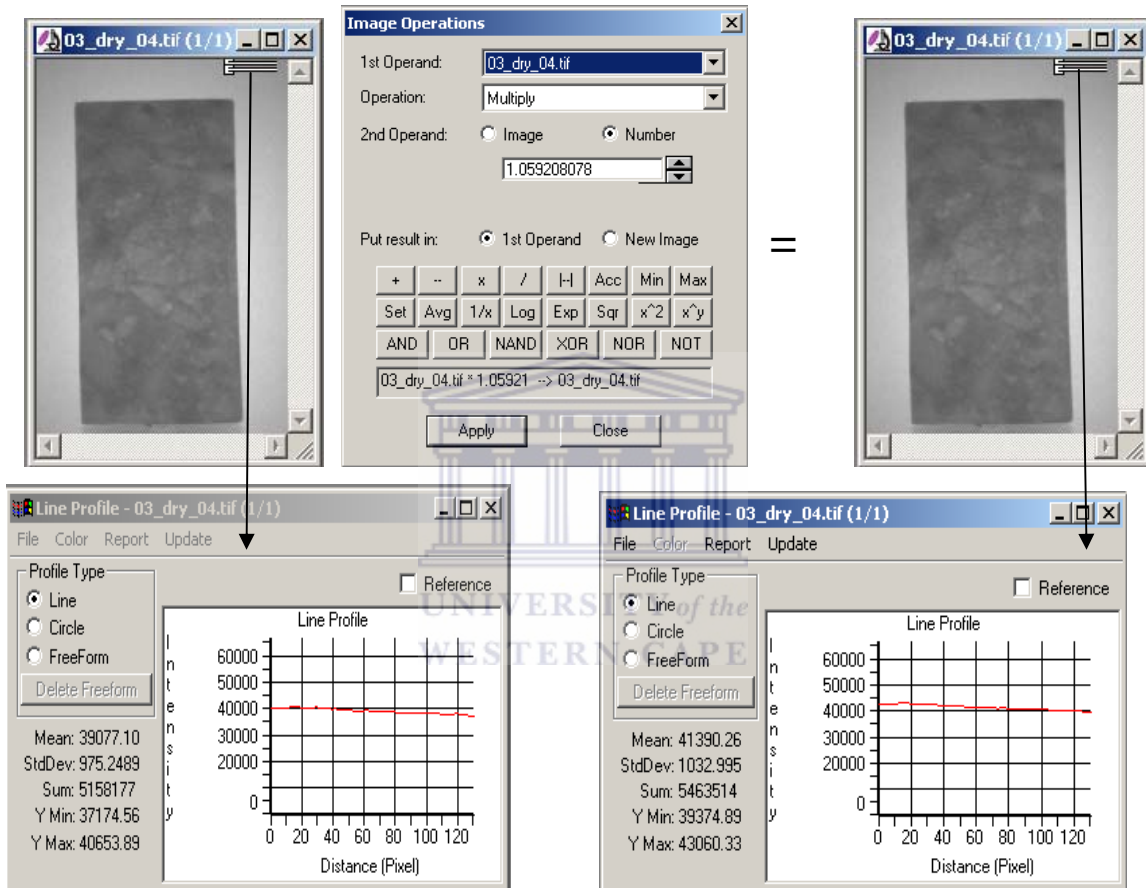 03_dry_04.tif (1/1)
Image Operations
1st Operand: 03_dry_04.tif
Operation: Multiply
2nd Operand: Image Number
1.059208078
Put result in: 1st Operand New Image
+ -- x / |-| Acc Min Max
Set Avg 1/x Log Exp Sqr x^2 x^y
AND OR NAND XOR NOR NOT
03_dry_04.tif * 1.05921 --> 03_dry_04.tif
Apply Close
=
03_dry_04.tif (1/1)
Line Profile - 03_dry_04.tif (1/1)
File Color Report Update
Profile Type
Line
Circle
FreeForm
Delete Freeform
Reference
Mean: 39077.10
StdDev: 975.2489
Sum: 5158177
Y Min: 37174.56
Y Max: 40653.89
Line Profile
Intensity
60000
50000
40000
30000
20000
0
0 20 40 60 80 100 120
Distance (Pixel)
Line Profile - 03_dry_04.tif (1/1)
File Color Report Update
Profile Type
Line
Circle
FreeForm
Delete Freeform
Reference
Mean: 41390.26
StdDev: 1032.995
Sum: 5463514
Y Min: 39374.89
Y Max: 43060.33
Line Profile
Intensity
60000
50000
40000
30000
20000
0
0 20 40 60 80 100 120
Distance (Pixel)
UNIVERSITY of the
WESTERN CAPE